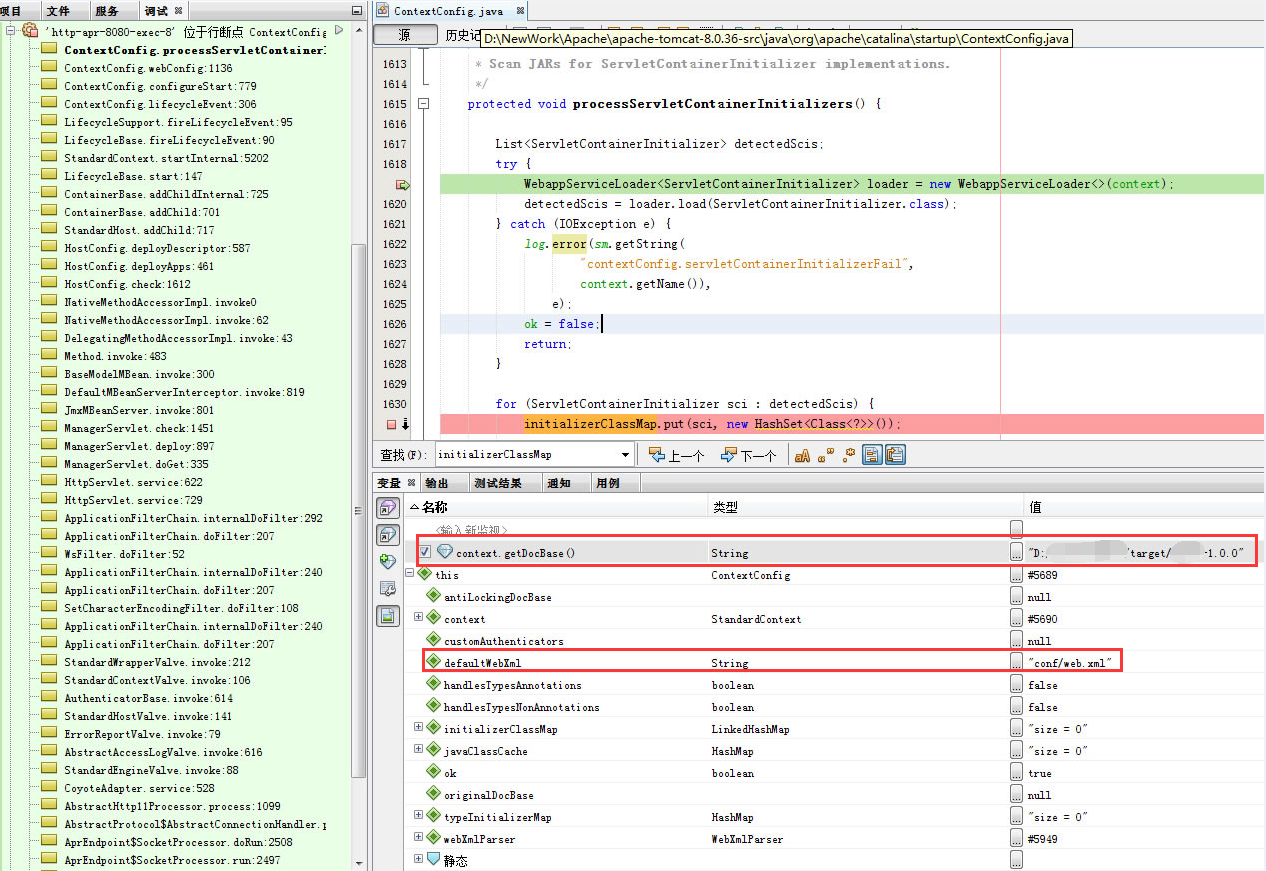 项目 文件 服务 调试
'http-apr-8080-exec-8' 位于行断点 ContextConfig
ContextConfig.processServletContainerI
ContextConfig.webConfig:1136
ContextConfig.configureStart:779
ContextConfig.lifecycleEvent:306
LifecycleSupport.fireLifecycleEvent:95
LifecycleBase.fireLifecycleEvent:90
StandardContext.startInternal:5202
LifecycleBase.start:147
ContainerBase.addChildInternal:725
ContainerBase.addChild:701
StandardHost.addChild:717
HostConfig.deployDescriptor:587
HostConfig.deployApps:461
HostConfig.check:1612
NativeMethodAccessorImpl.invoke0
NativeMethodAccessorImpl.invoke:62
DelegatingMethodAccessorImpl.invoke:43
Method.invoke:483
BaseModelMBean.invoke:300
DefaultMBeanServerInterceptor.invoke:819
JmxMBeanServer.invoke:801
ManagerServlet.check:1451
ManagerServlet.deploy:897
ManagerServlet.doGet:335
HttpServlet.service:622
HttpServlet.service:729
ApplicationFilterChain.internalDoFilter:292
ApplicationFilterChain.doFilter:207
WsFilter.doFilter:52
ApplicationFilterChain.internalDoFilter:240
ApplicationFilterChain.doFilter:207
SetCharacterEncodingFilter.doFilter:108
ApplicationFilterChain.internalDoFilter:240
ApplicationFilterChain.doFilter:207
StandardWrapperValve.invoke:212
StandardContextValve.invoke:106
AuthenticatorBase.invoke:614
StandardHostValve.invoke:141
ErrorReportValve.invoke:79
AbstractAccessLogValve.invoke:616
StandardEngineValve.invoke:88
CoyoteAdapter.service:528
AbstractHttp11Processor.process:1099
AbstractProtocol$AbstractConnectionHandler.p
AprEndpoint$SocketProcessor.doRun:2508
AprEndpoint$SocketProcessor.run:2497
ContextConfig.java
源 历史记
D:\NewWork\Apache\apache-tomcat-8.0.36-src\java\org\apache\catalina\startup\ContextConfig.java
1613 * Scan JARs for ServletContainerInitializer implementations.
1614 */
1615 protected void processServletContainerInitializers() {
1616
1617 List<ServletContainerInitializer> detectedScis;
1618 try {
WebappServiceLoader<ServletContainerInitializer> loader = new WebappServiceLoader<>(context);
1620 detectedScis = loader.load(ServletContainerInitializer.class);
1621 } catch (IOException e) {
1622 log.error(sm.getString(
1623 "contextConfig.servletContainerInitializerFail",
1624 context.getName()),
1625 e);
1626 ok = false;
1627 return;
1628 }
1629
1630 for (ServletContainerInitializer sci : detectedScis) {
initializerClassMap.put(sci, new HashSet<Class<?>>());
查找(F): initializerClassMap 上一个 下一个
变量 输出 测试结果 通知 用例
名称 类型 值
<输入新监视>
context.getDocBase() String "D: /target/ -1.0.0"
this ContextConfig #5689
antiLockingDocBase null
context StandardContext #5690
customAuthenticators null
defaultWebXml String "conf/web.xml"
handlesTypesAnnotations boolean false
handlesTypesNonAnnotations boolean false
initializerClassMap LinkedHashMap "size = 0"
javaClassCache HashMap "size = 0"
ok boolean true
originalDocBase null
typeInitializerMap HashMap "size = 0"
webXmlParser WebXmlParser #5949
静态